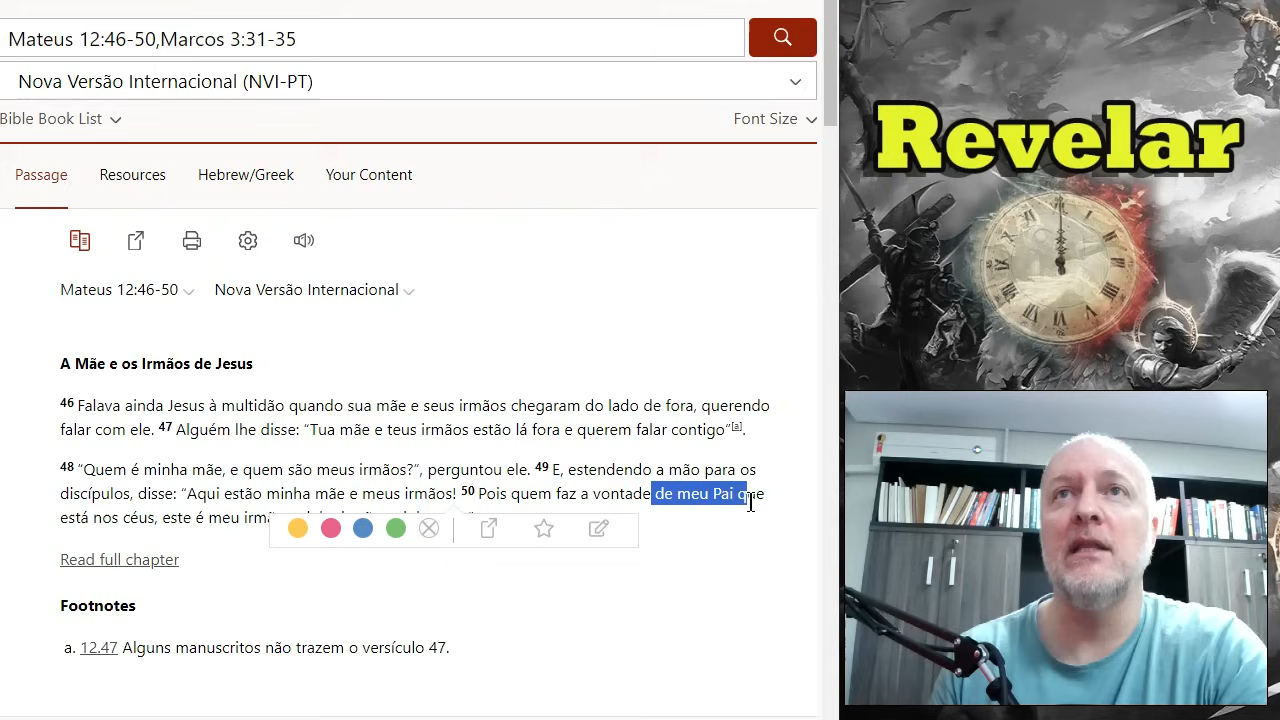 Mateus 12:46-50,Marcos 3:31-35
Nova Versão Internacional (NVI-PT)
Bible Book List
Font Size
Passage
Resources
Hebrew/Greek
Your Content
Mateus 12:46-50
Nova Versão Internacional
A Mãe e os Irmãos de Jesus
46 Falava ainda Jesus à multidão quando sua mãe e seus irmãos chegaram do lado de fora, querendo
falar com ele. 47 Alguém lhe disse: “Tua mãe e teus irmãos estão lá fora e querem falar contigo”[a].
48 “Quem é minha mãe, e quem são meus irmãos?”, perguntou ele. 49 E, estendendo a mão para os
discípulos, disse: “Aqui estão minha mãe e meus irmãos! 50 Pois quem faz a vontade de meu Pai que
está nos céus, este é meu
Read full chapter
Footnotes
a. 12.47 Alguns manuscritos não trazem o versículo 47.
Revelar